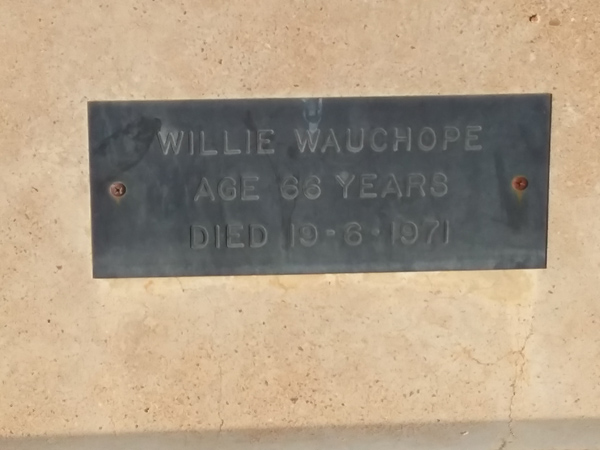 WILLIE WAUCHOPE
AGE 66 YEARS
DIED 19-6-1971